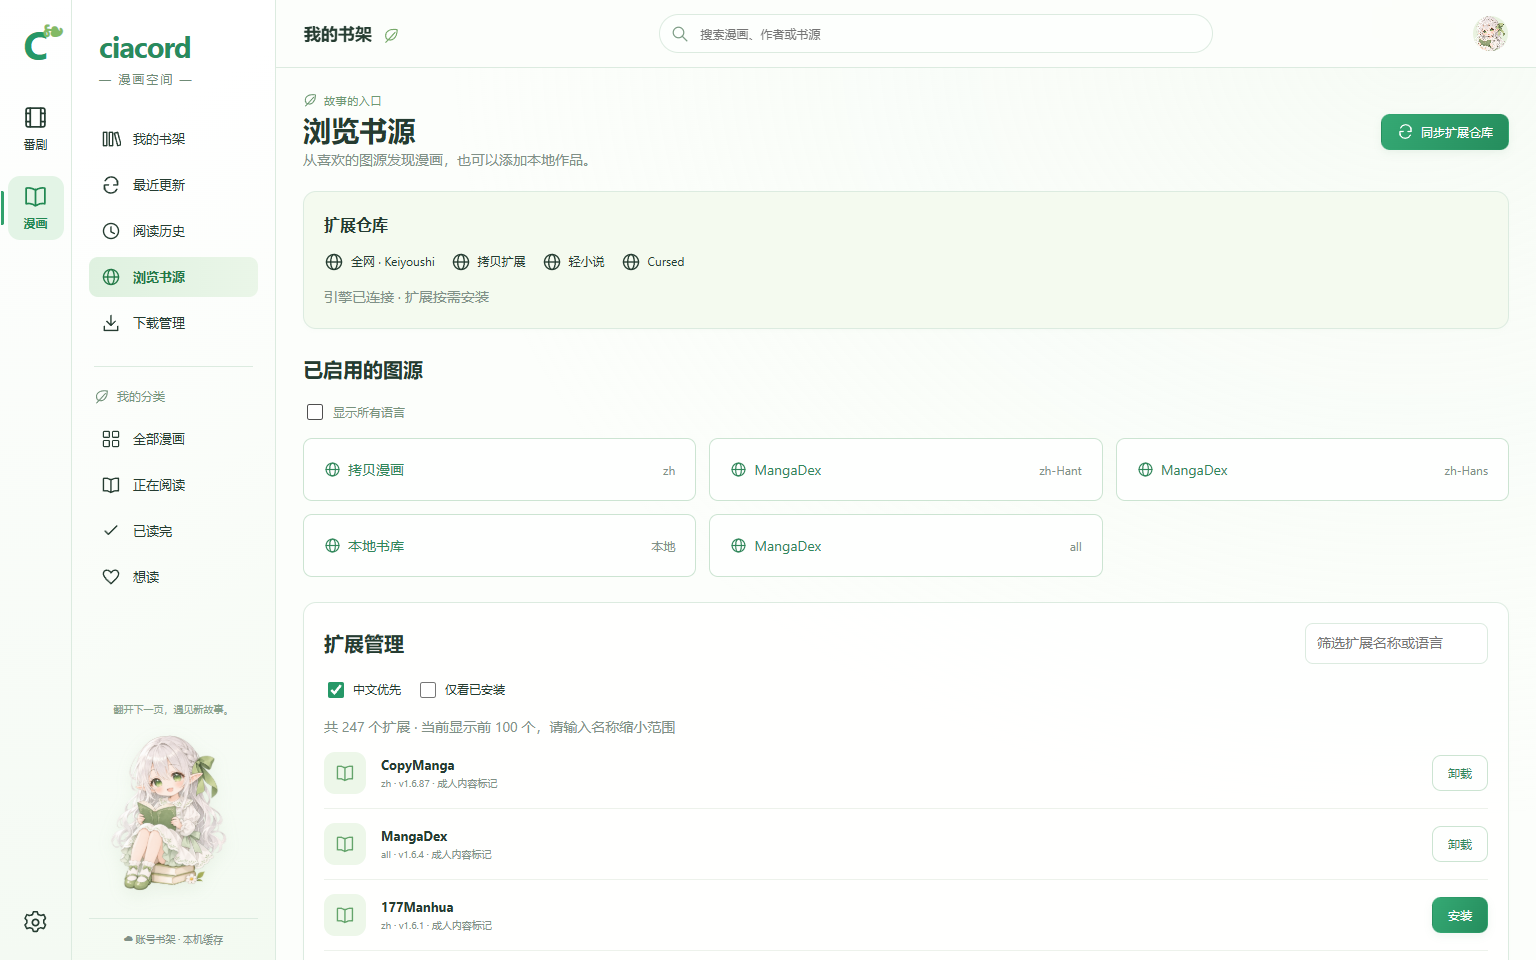 C
番剧
漫画
ciacord
— 漫画空间 —
我的书架
最近更新
阅读历史
浏览书源
下载管理
我的分类
全部漫画
正在阅读
已读完
想读
翻开下一页，遇见新故事。
账号书架 · 本机缓存
我的书架
搜索漫画、作者或书源
故事的入口
浏览书源
从喜欢的图源发现漫画，也可以添加本地作品。
同步扩展仓库
扩展仓库
全网 · Keiyoushi
拷贝扩展
轻小说
Cursed
引擎已连接 · 扩展按需安装
已启用的图源
显示所有语言
拷贝漫画 zh
MangaDex zh-Hant
MangaDex zh-Hans
本地书库 本地
MangaDex all
扩展管理
筛选扩展名称或语言
中文优先
仅看已安装
共 247 个扩展 · 当前显示前 100 个，请输入名称缩小范围
CopyManga
zh · v1.6.87 · 成人内容标记
卸载
MangaDex
all · v1.6.4 · 成人内容标记
卸载
177Manhua
zh · v1.6.1 · 成人内容标记
安装